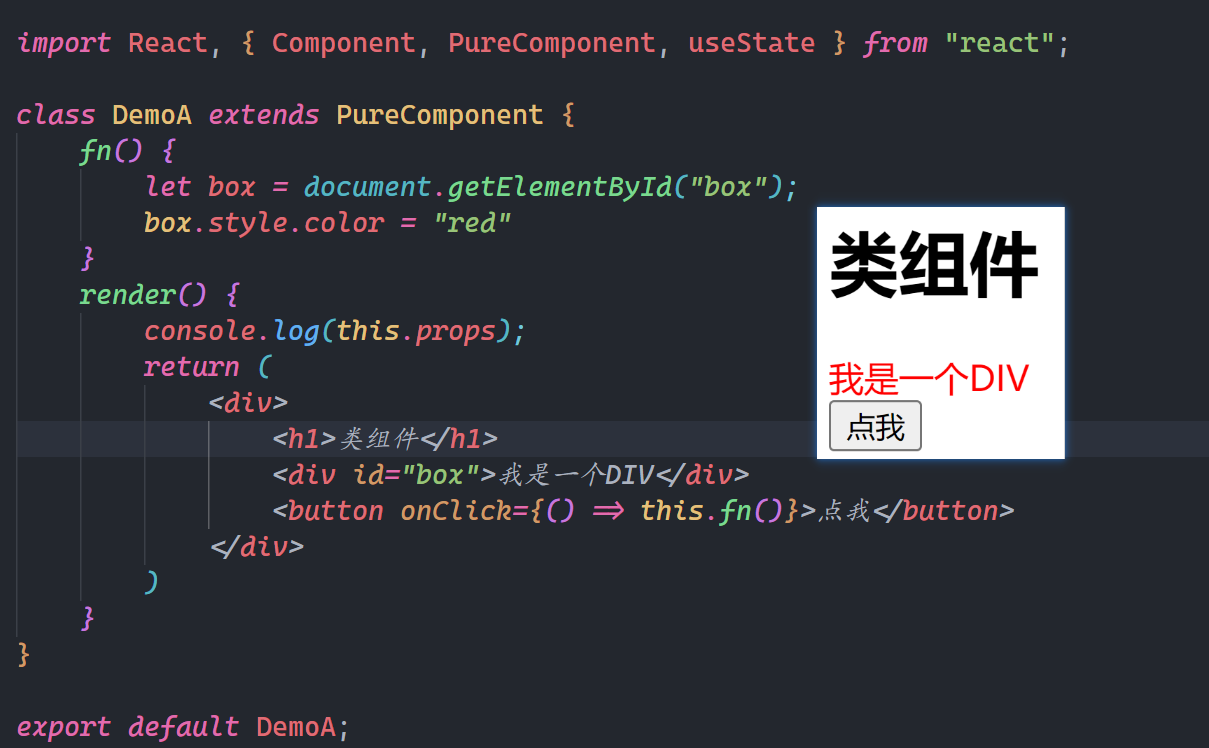 import React, { Component, PureComponent, useState } from "react";
class DemoA extends PureComponent {
fn() {
let box = document.getElementById("box");
box.style.color = "red"
}
render() {
console.log(this.props);
return (
<div>
<h1>类组件</h1>
<div id="box">我是一个DIV</div>
<button onClick={() => this.fn()}>点我</button>
</div>
)
}
}
export default DemoA;
类组件
我是一个DIV
点我